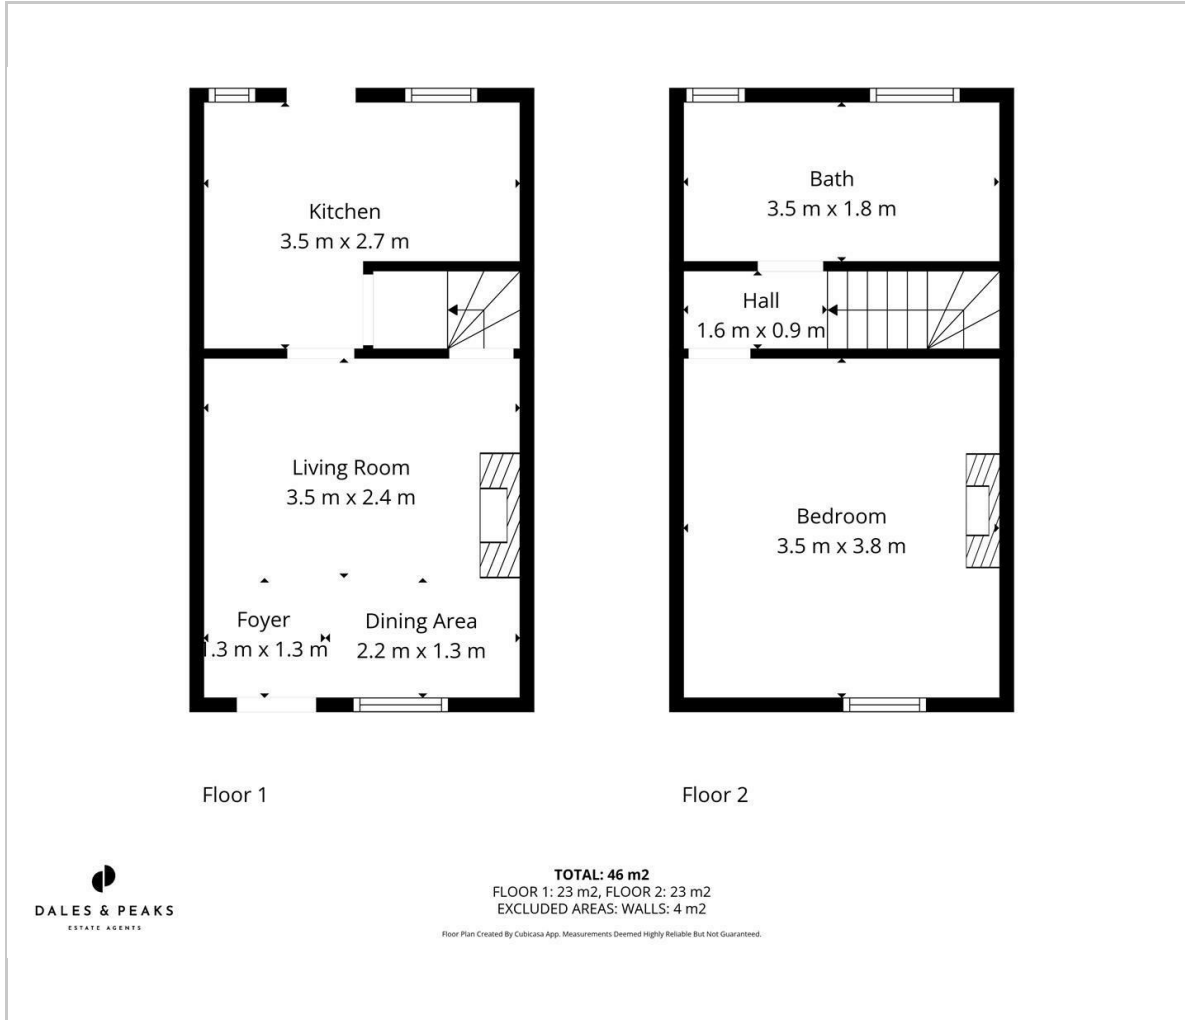 Kitchen
3.5 m x 2.7 m
Living Room
3.5 m x 2.4 m
Foyer
1.3 m x 1.3 m
Dining Area
2.2 m x 1.3 m
Floor 1
Bath
3.5 m x 1.8 m
Hall
1.6 m x 0.9 m
Bedroom
3.5 m x 3.8 m
Floor 2
DALES & PEAKS
ESTATE AGENTS
TOTAL: 46 m2
FLOOR 1: 23 m2, FLOOR 2: 23 m2
EXCLUDED AREAS: WALLS: 4 m2
Floor Plan Created By Cubicasa App. Measurements Deemed Highly Reliable But Not Guaranteed.